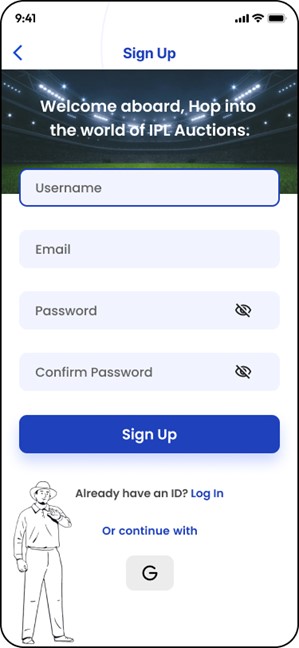 9:41
Sign Up
Welcome aboard, Hop into
the world of IPL Auctions.
Username
Email
Password
Confirm Password
Sign Up
Already have an ID? Log In
Or continue with
G